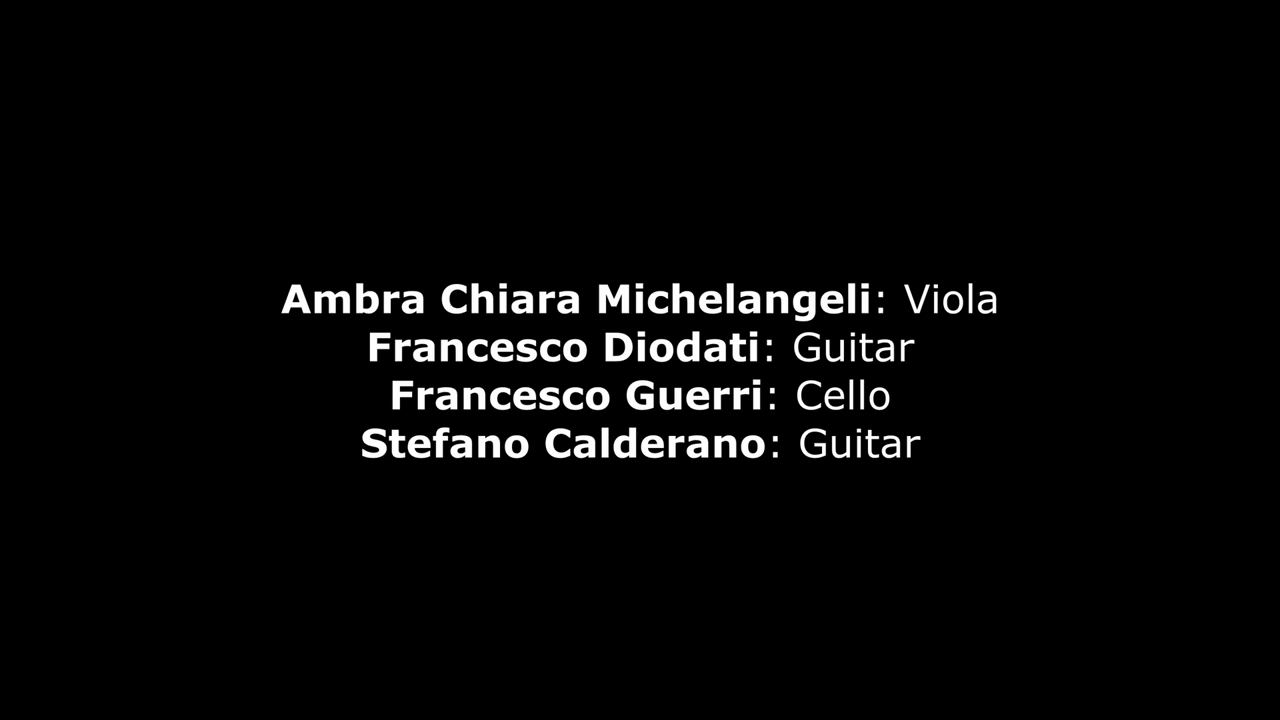 Ambra Chiara Michelangeli: Viola
Francesco Diodati: Guitar
Francesco Guerri: Cello
Stefano Calderano: Guitar